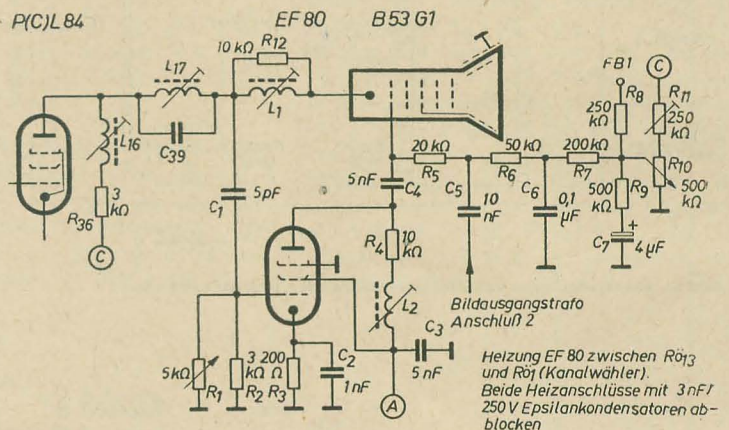 P(C)L 84
EF 80
B 53 G1
10 kΩ
R12
L17
L1
FB1
C
R8
250
kΩ
R11
250
kΩ
L16
C39
20 kΩ
R5
50 kΩ
R6
200 kΩ
R7
R10
500
kΩ
3
kΩ
R36
C
C1
5 pF
5 nF
C4
C5
10
nF
C6
0,1
µF
R9
500
kΩ
C7
+
4 µF
R4
10
kΩ
L2
Bildausgangstrafo
Anschluß 2
C3
5 nF
5 kΩ
R1
3
kΩ
R2
200
Ω
R3
C2
1 nF
A
Heizung EF 80 zwischen Rö13
und Rö1 (Kanalwähler).
Beide Heizanschlüsse mit 3 nF/
250 V Epsilankondensatoren ab-
blocken